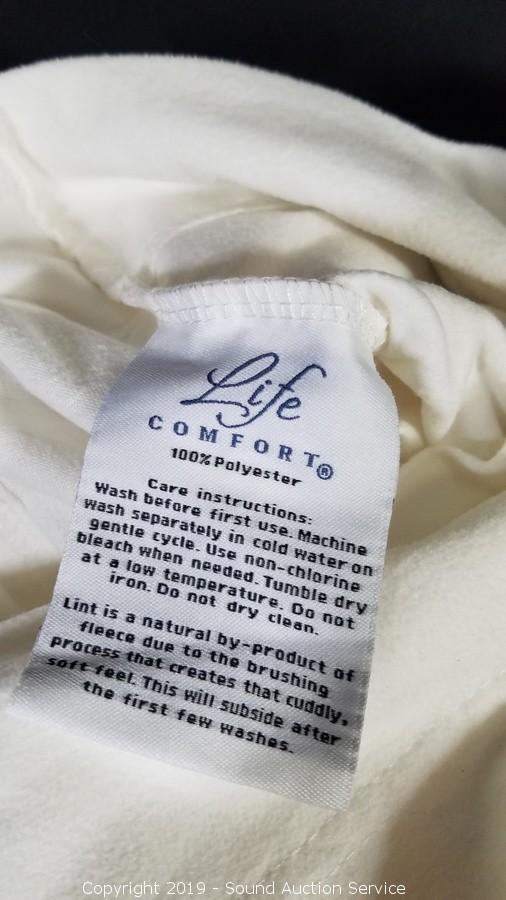 Life
COMFORT®
100% Polyester
Care instructions:
Wash before first use. Machine
wash separately in cold water on
gentle cycle. Use non-chlorine
bleach when needed. Tumble dry
at a low temperature. Do not
iron. Do not dry clean.
Lint is a natural by-product of
fleece due to the brushing
process that creates that cuddly,
soft feel. This will subside after
the first few washes.
Copyright 2019 - Sound Auction Service